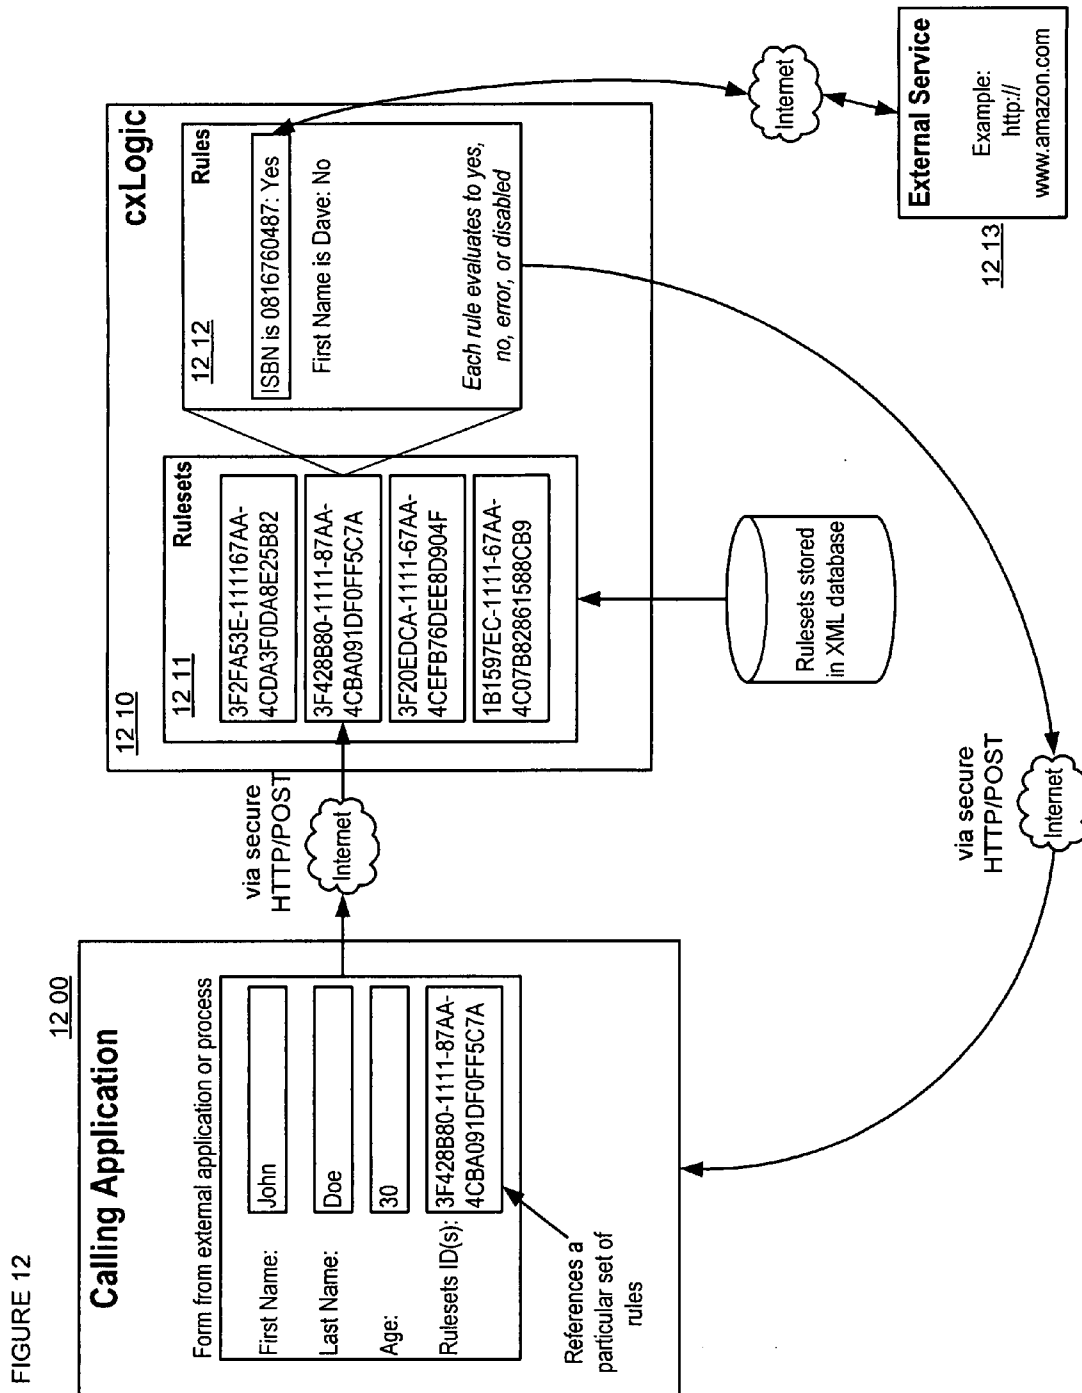 FIGURE 12
12 00
Calling Application
Form from external application or process
First Name:
John
Last Name:
Doe
Age:
30
Rulesets ID(s):
3F428B80-1111-87AA-
4CBA091DF0FF5C7A
References a
particular set of
rules
via secure
HTTP/POST
Internet
12 10
cxLogic
12 11
Rulesets
3F2FA53E-111167AA-
4CDA3F0DA8E25B82
3F428B80-1111-87AA-
4CBA091DF0FF5C7A
3F20EDCA-1111-67AA-
4CEFB76DEE8D904F
1B1597EC-1111-67AA-
4C07B82861588CB9
12 12
Rules
ISBN is 0816760487: Yes
First Name is Dave: No
Each rule evaluates to yes,
no, error, or disabled
Rulesets stored
in XML database
via secure
HTTP/POST
Internet
Internet
12 13
External Service
Example:
http://
www.amazon.com